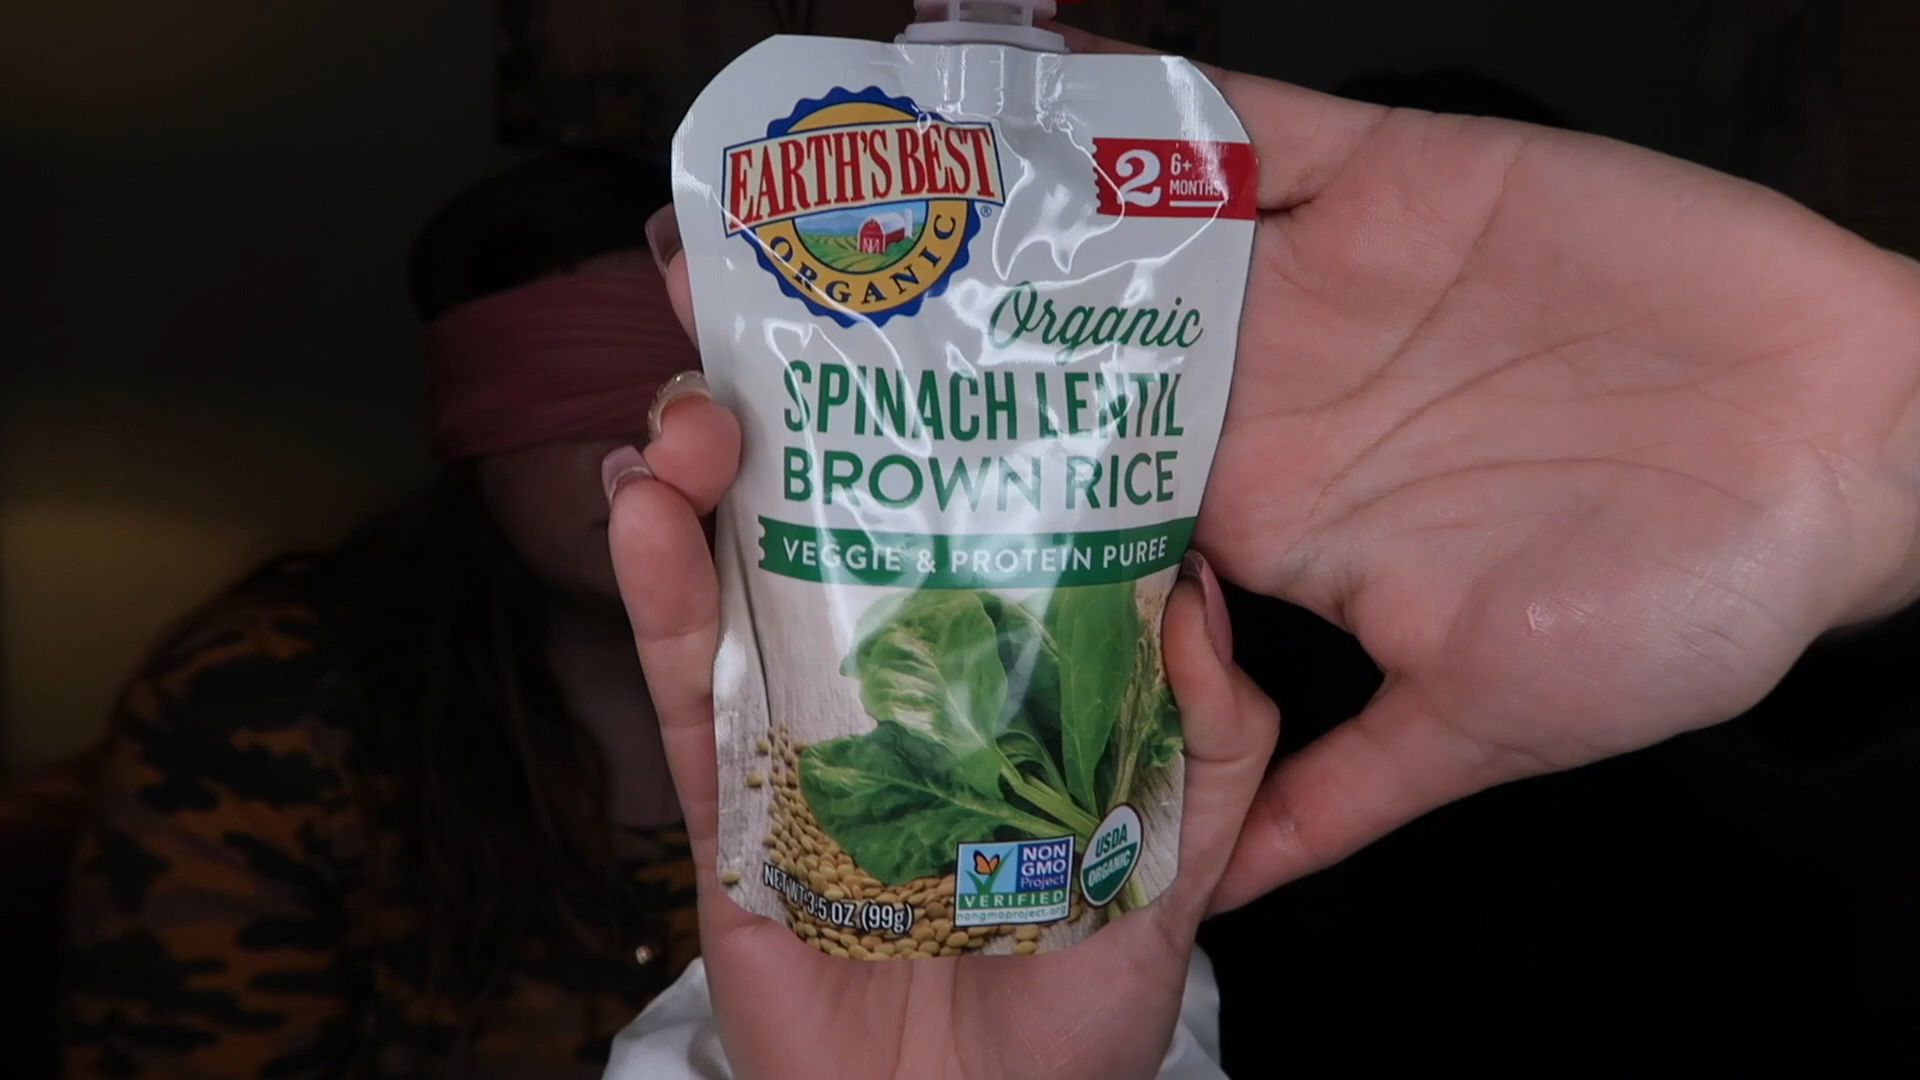 EARTH'S BEST
ORGANIC
®
2
6+
MONTHS
Organic
SPINACH LENTIL
BROWN RICE
VEGGIE & PROTEIN PUREE
NON
GMO
Project
VERIFIED
nongmoproject.org
USDA
ORGANIC
NET WT 3.5 OZ (99g)